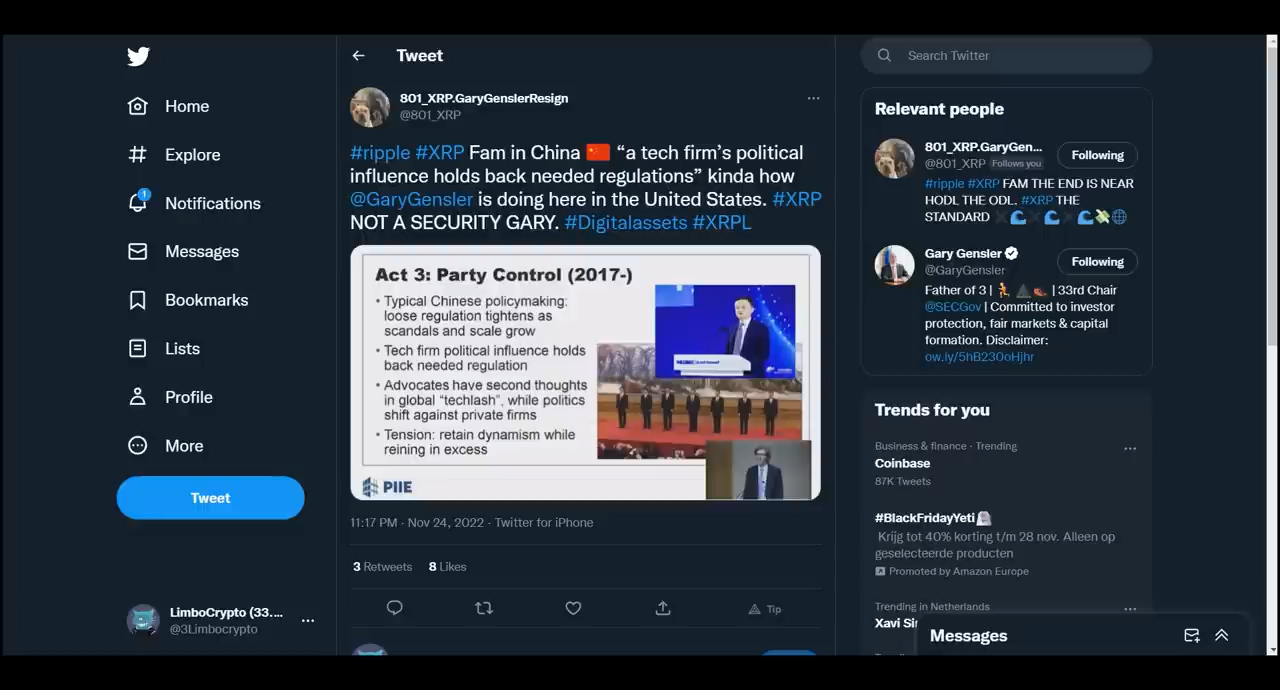 Home
Explore
1
Notifications
Messages
Bookmarks
Lists
Profile
More
Tweet
LimboCrypto (33....
@3Limbocrypto
Tweet
801_XRP.GaryGenslerResign
@801_XRP
#ripple #XRP Fam in China 🇨🇳 “a tech firm’s political
influence holds back needed regulations” kinda how
@GaryGensler is doing here in the United States. #XRP
NOT A SECURITY GARY. #Digitalassets #XRPL
Act 3: Party Control (2017-)
• Typical Chinese policymaking:
loose regulation tightens as
scandals and scale grow
• Tech firm political influence holds
back needed regulation
• Advocates have second thoughts
in global “techlash”, while politics
shift against private firms
• Tension: retain dynamism while
reining in excess
PIIE
11:17 PM · Nov 24, 2022 · Twitter for iPhone
3 Retweets 8 Likes
Tip
Search Twitter
Relevant people
801_XRP.GaryGen...
@801_XRP Follows you
Following
#ripple #XRP FAM THE END IS NEAR
HODL THE ODL. #XRP THE
STANDARD
Gary Gensler
@GaryGensler
Following
Father of 3 | | 33rd Chair
@SECGov | Committed to investor
protection, fair markets & capital
formation. Disclaimer:
ow.ly/5hB230oHjhr
Trends for you
Business & finance · Trending
Coinbase
87K Tweets
#BlackFridayYeti
Krijg tot 40% korting t/m 28 nov. Alleen op
geselecteerde producten
Promoted by Amazon Europe
Trending in Netherlands
Xavi
Messages